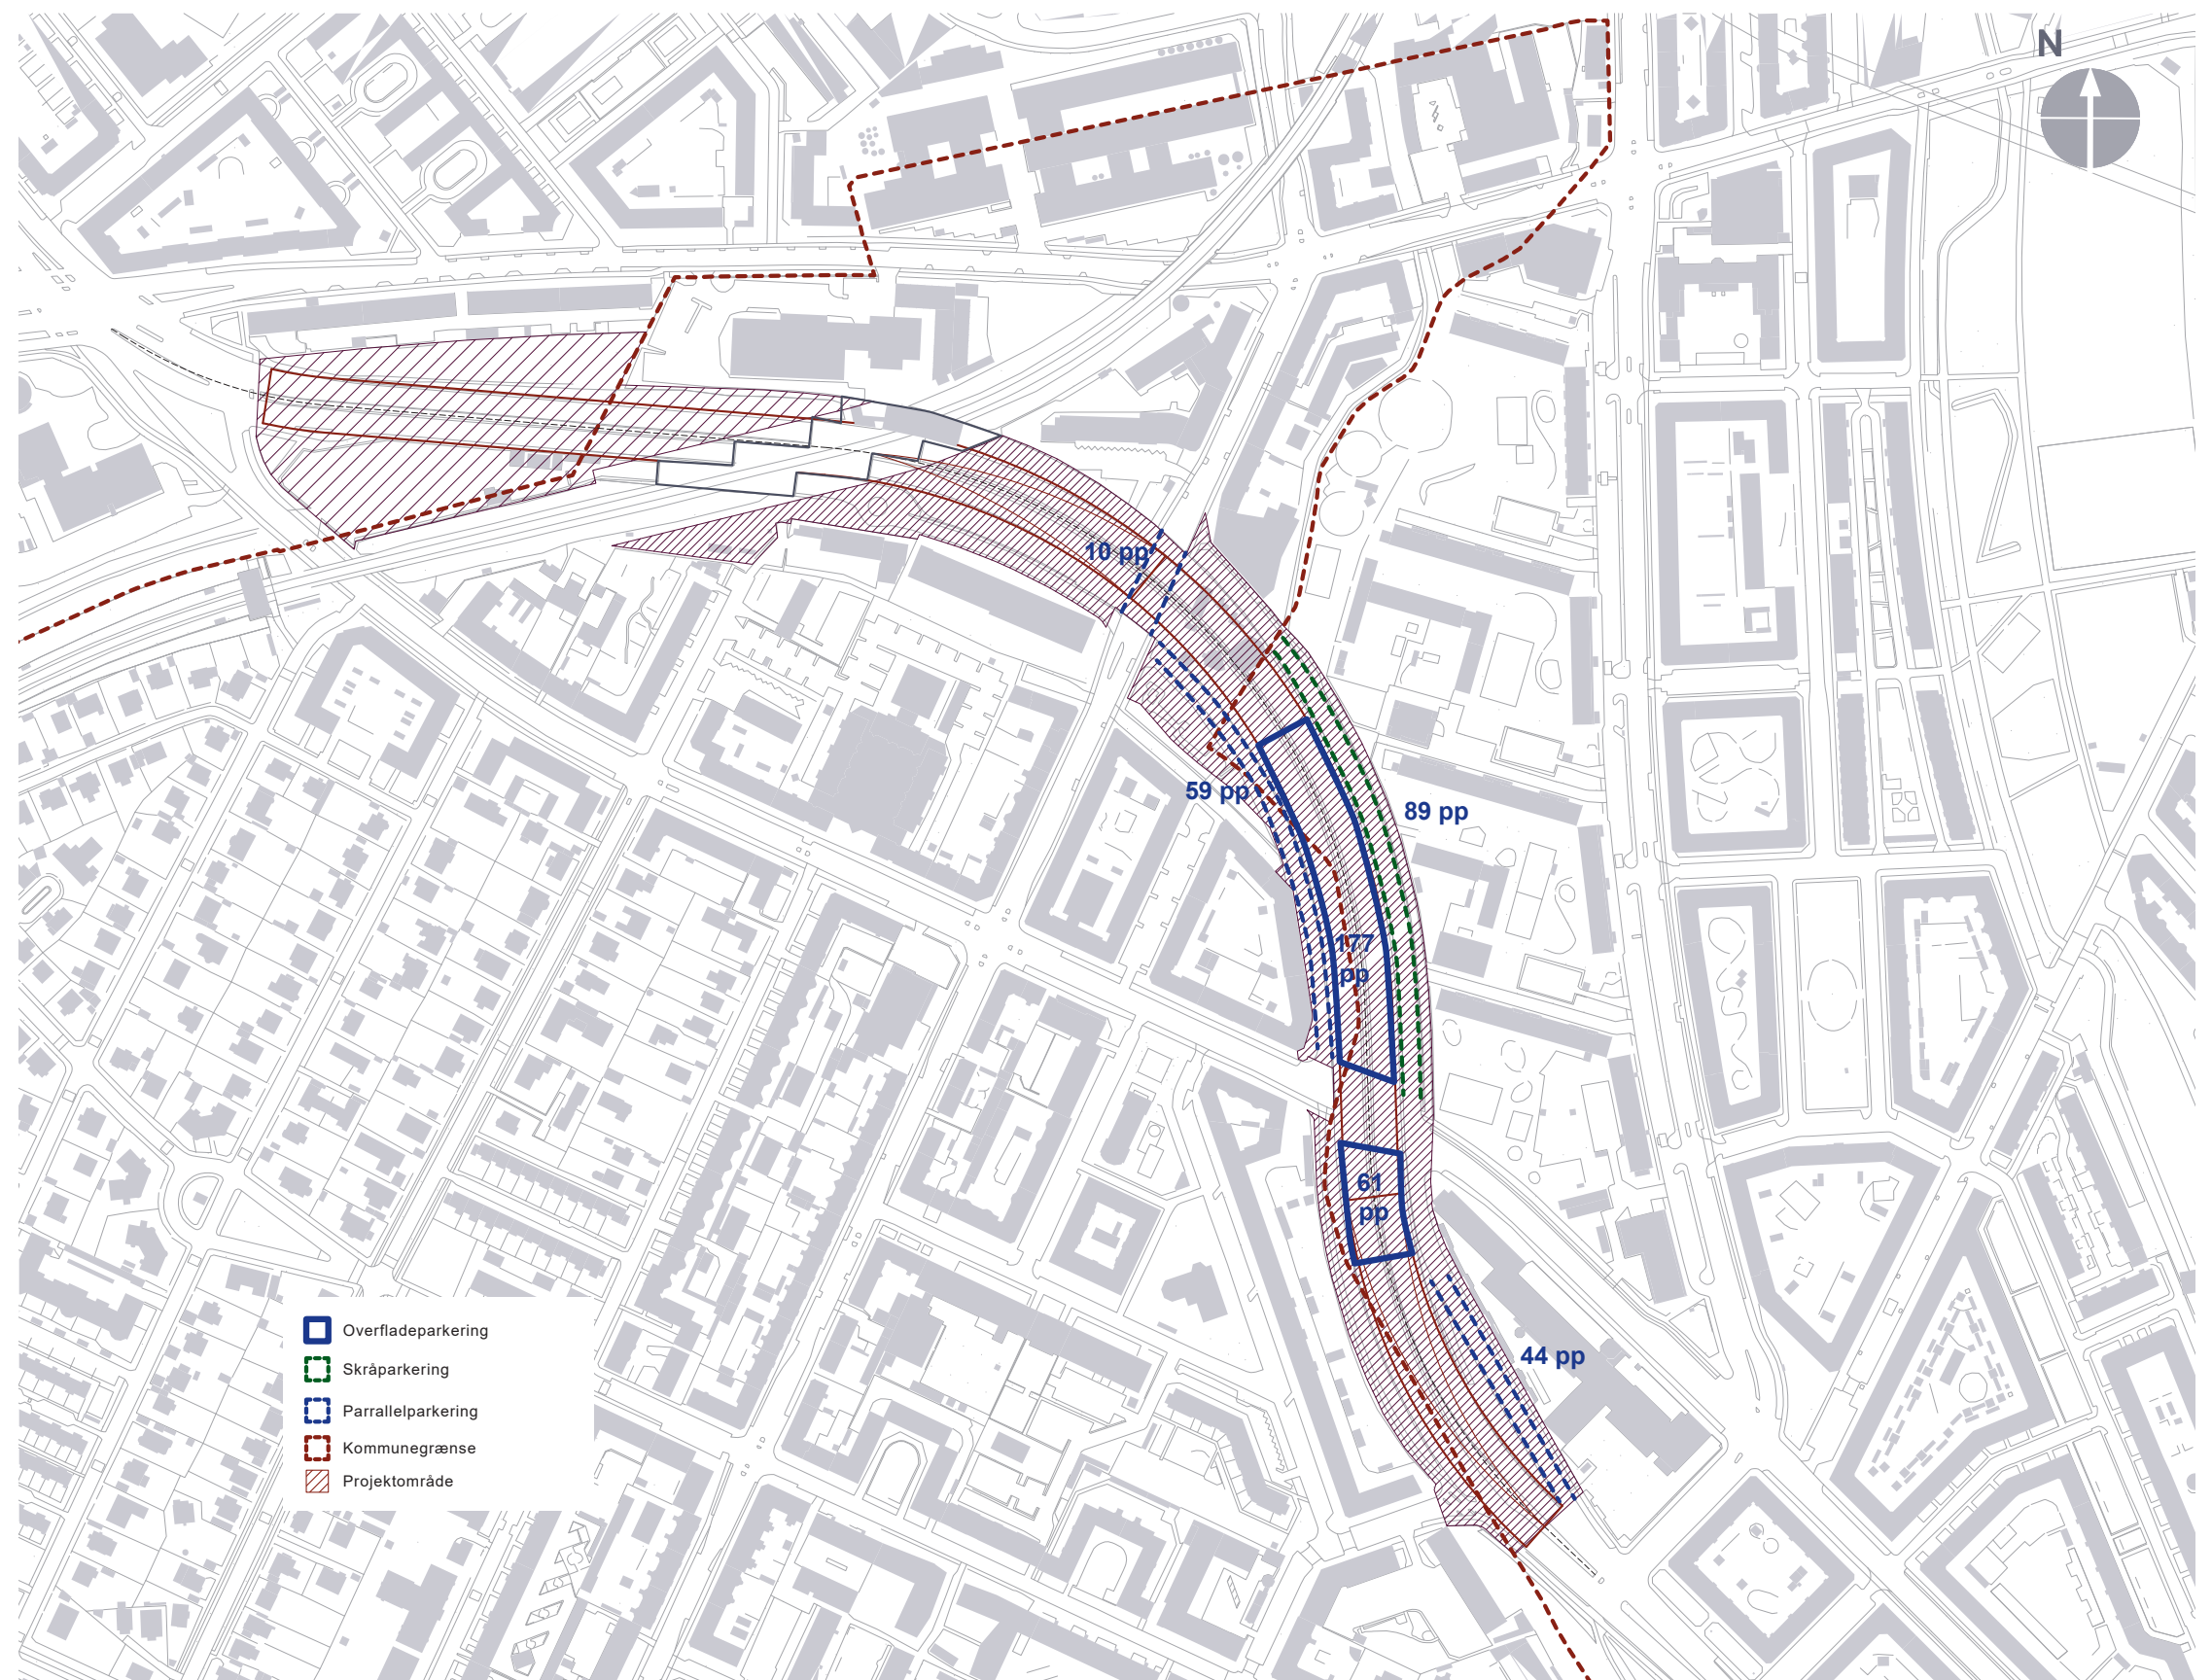 N
10 pp
59 pp
89 pp
177
pp
61
pp
44 pp
Overfladeparkering
Skråparkering
Parrallelparkering
Kommunegrænse
Projektområde